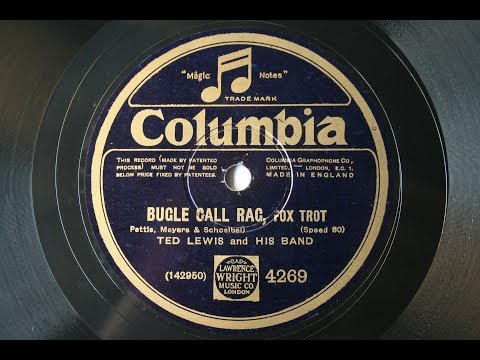 "Magic Notes"
TRADE MARK
Columbia
THIS RECORD (MADE BY PATENTED
PROCESS) MUST NOT BE SOLD
BELOW PRICE FIXED BY PATENTEES.
COLUMBIA GRAPHOPHONE CO.,
LIMITED, — LONDON, E.C. 1.
MADE IN ENGLAND
BUGLE CALL RAG, FOX TROT
Pettis, Meyers & Schoelbel) (Speed 80)
TED LEWIS and HIS BAND
(142950)
LAWRENCE
WRIGHT
MUSIC CO
LONDON
4269